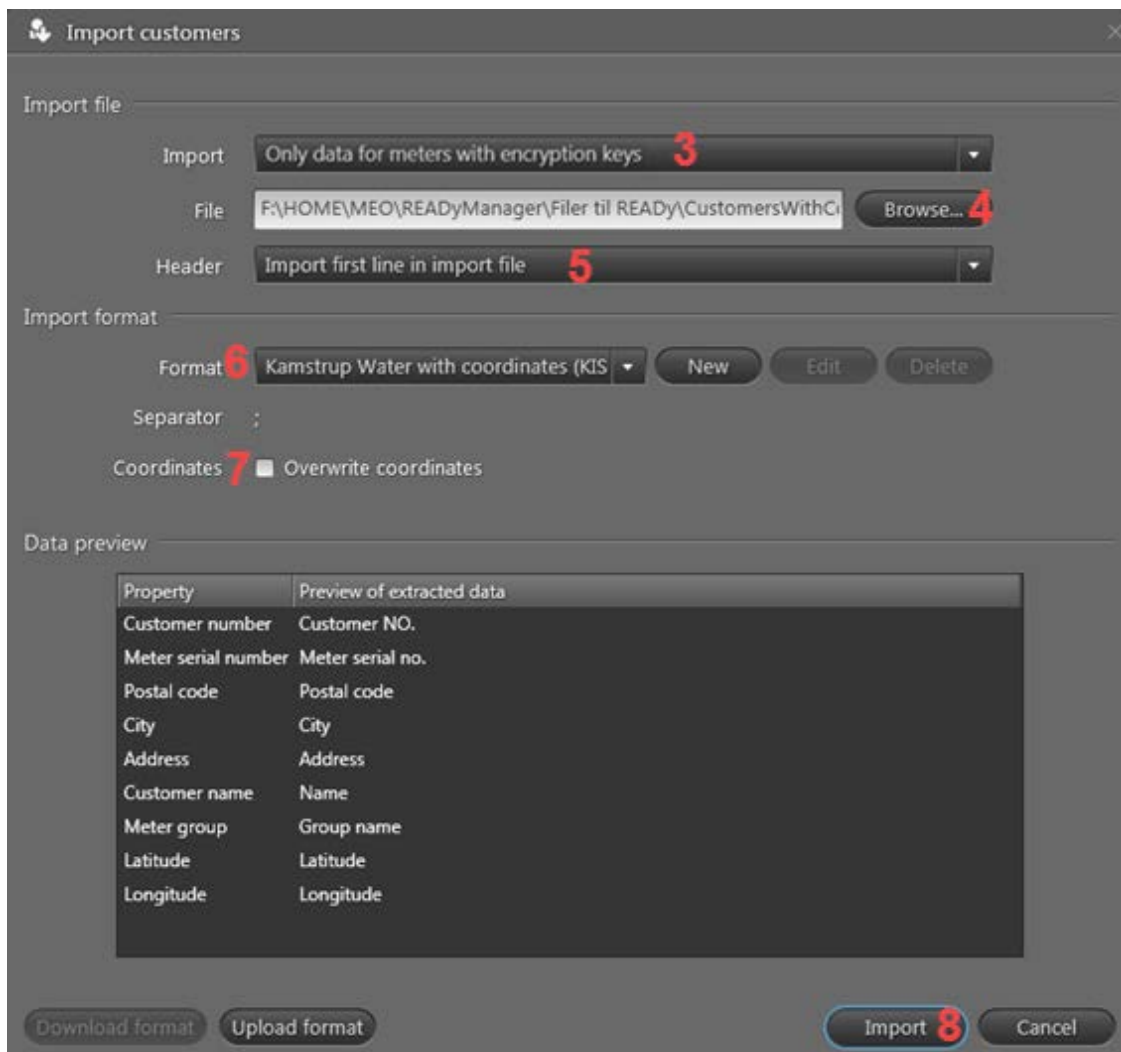 Import customers
Import file
Import Only data for meters with encryption keys 3
File F:\HOME\MEO\READyManager\Filer til READy\CustomersWithCo Browse... 4
Header Import first line in import file 5
Import format
Format 6 Kamstrup Water with coordinates (KIS New Edit Delete
Separator ;
Coordinates 7 Overwrite coordinates
Data preview
Property Preview of extracted data
Customer number Customer NO.
Meter serial number Meter serial no.
Postal code Postal code
City City
Address Address
Customer name Name
Meter group Group name
Latitude Latitude
Longitude Longitude
Download format Upload format Import 8 Cancel